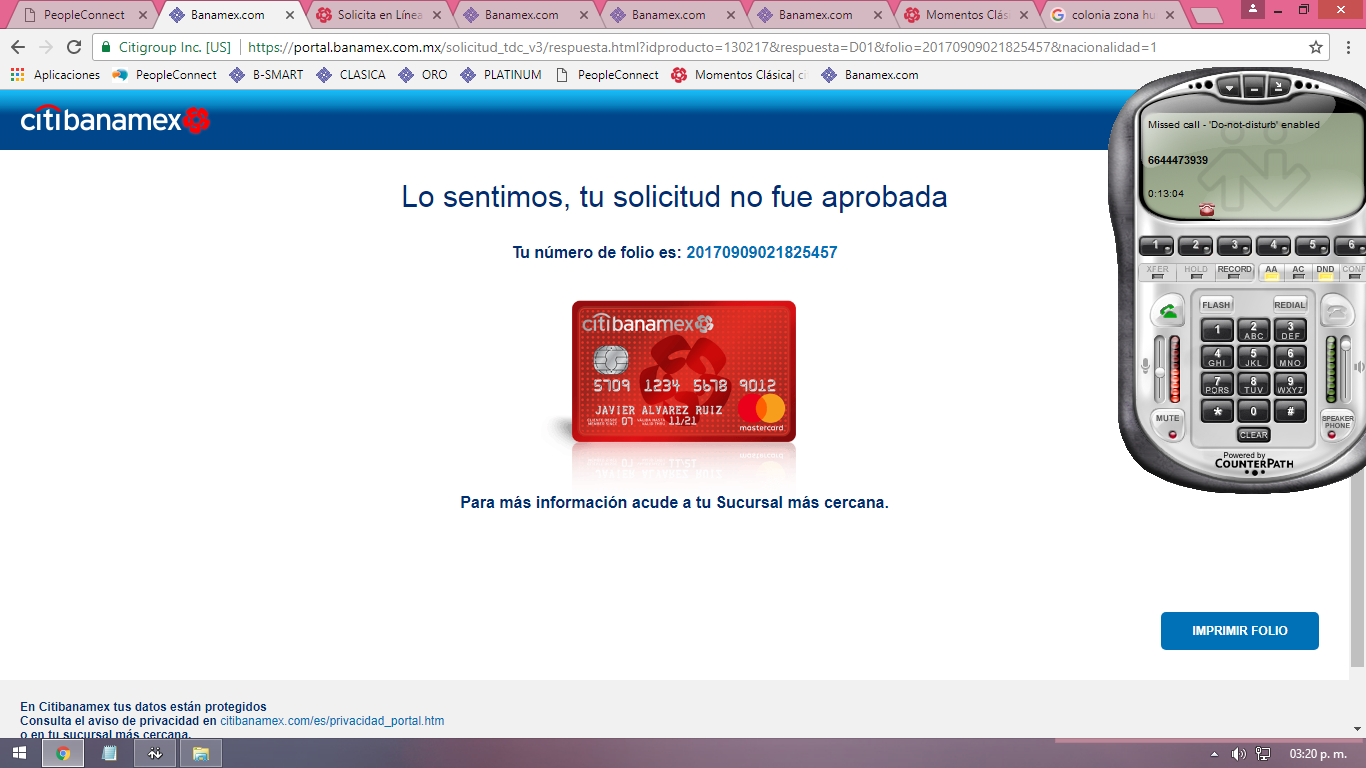 PeopleConnect
Banamex.com
Solicita en Línea
Banamex.com
Banamex.com
Banamex.com
Momentos Clás
colonia zona hu
Citigroup Inc. [US]
https://portal.banamex.com.mx/solicitud_tdc_v3/respuesta.html?idproducto=130217&respuesta=D01&folio=20170909021825457&nacionalidad=1
Aplicaciones PeopleConnect B-SMART CLASICA ORO PLATINUM PeopleConnect Momentos Clásica| ci Banamex.com
citibanamex
Lo sentimos, tu solicitud no fue aprobada
Tu número de folio es: 20170909021825457
citibanamex
5709 1234 5678 9012
JAVIER ALVAREZ RUIZ
CLIENTE DESDE
MEMBER SINCE 07 VALIDA HASTA
VALID THRU 11/21
mastercard
Para más información acude a tu Sucursal más cercana.
IMPRIMIR FOLIO
En Citibanamex tus datos están protegidos
Consulta el aviso de privacidad en citibanamex.com/es/privacidad_portal.htm
o en tu sucursal más cercana.
Missed call - 'Do-not-disturb' enabled
6644473939
0:13:04
1 2 3 4 5 6
XFER HOLD RECORD AA AC DND CONF
FLASH REDIAL
1 2 ABC 3 DEF
4 GHI 5 JKL 6 MNO
7 PQRS 8 TUV 9 WXYZ
* 0 #
MUTE
SPEAKER
PHONE
CLEAR
Powered by
COUNTERPATH
03:20 p. m.